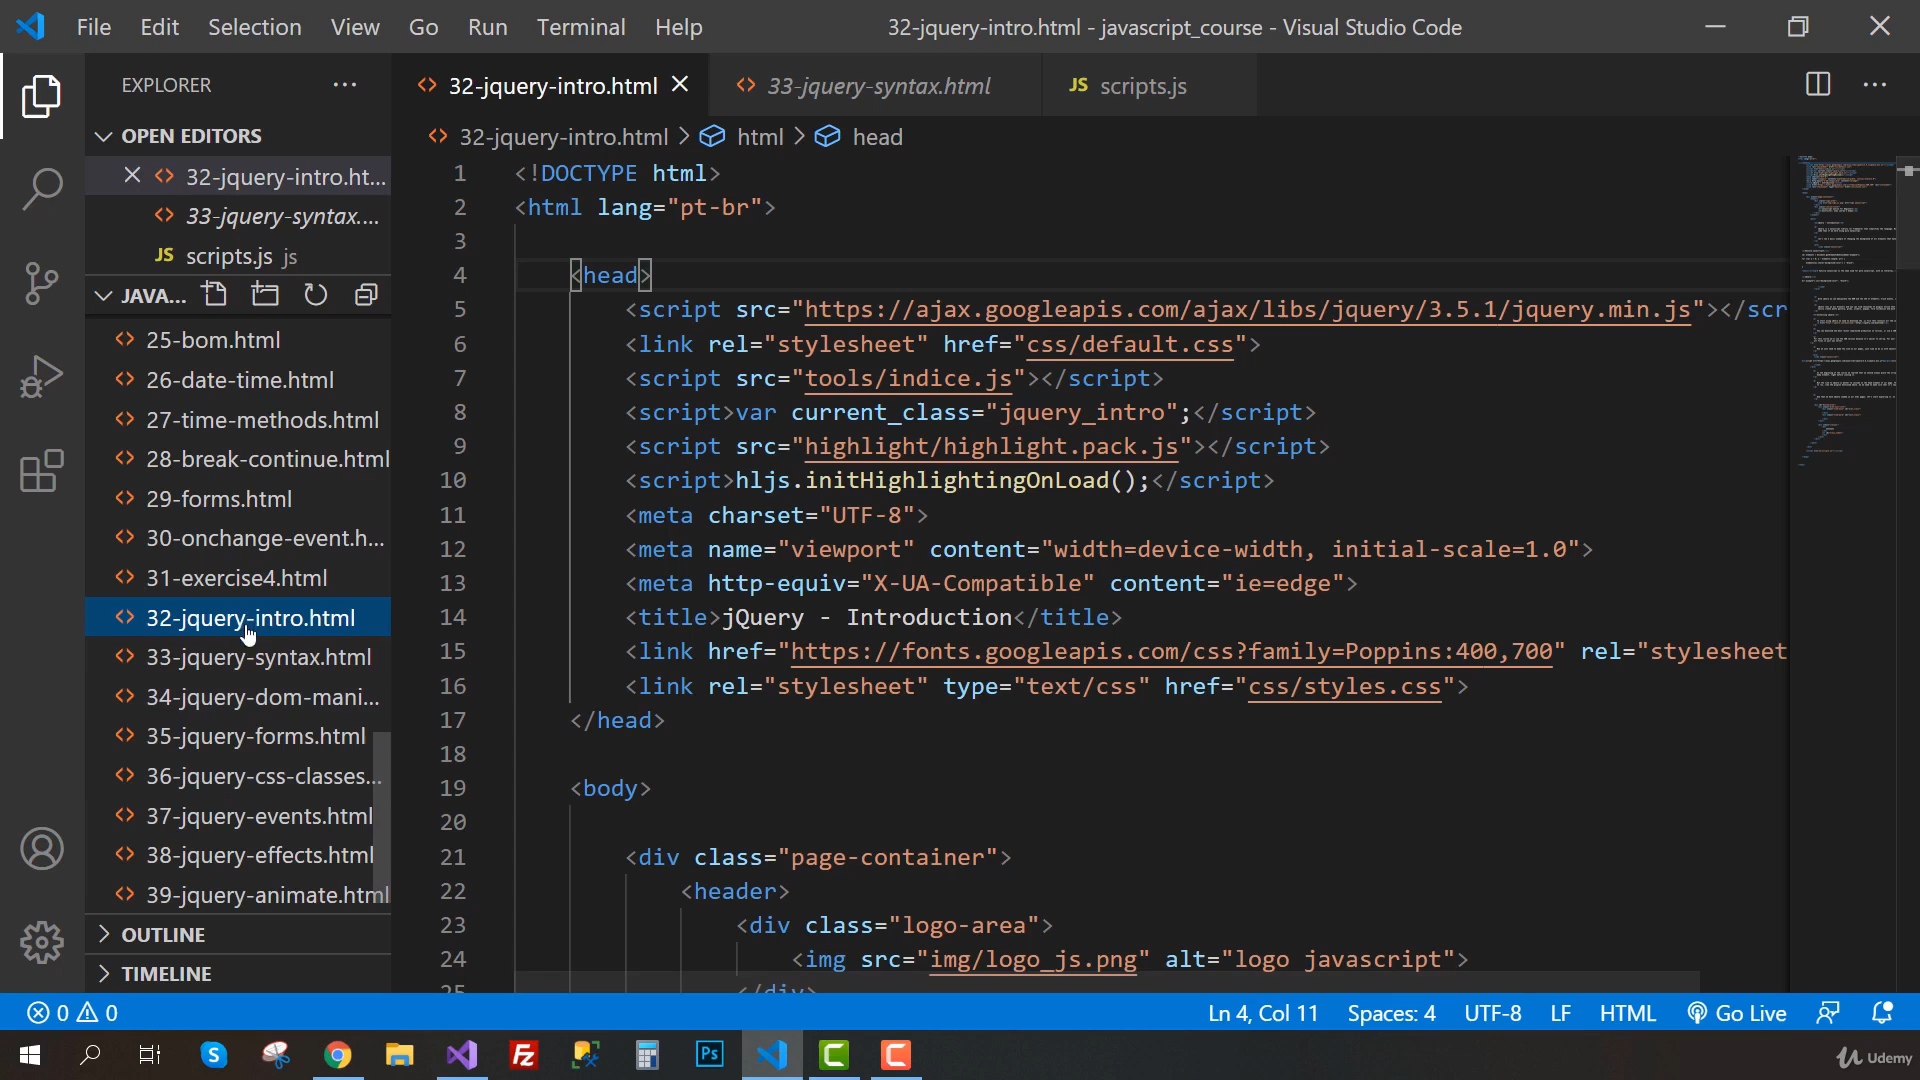 File Edit Selection View Go Run Terminal Help
32-jquery-intro.html - javascript_course - Visual Studio Code
EXPLORER
32-jquery-intro.html 33-jquery-syntax.html JS scripts.js
OPEN EDITORS
32-jquery-intro.html > html > head
32-jquery-intro.ht...
33-jquery-syntax....
JS scripts.js js
JAVA...
25-bom.html
26-date-time.html
27-time-methods.html
28-break-continue.html
29-forms.html
30-onchange-event.h...
31-exercise4.html
32-jquery-intro.html
33-jquery-syntax.html
34-jquery-dom-mani...
35-jquery-forms.html
36-jquery-css-classes...
37-jquery-events.html
38-jquery-effects.html
39-jquery-animate.html
OUTLINE
TIMELINE
1 <!DOCTYPE html>
2 <html lang="pt-br">
3
4 <head>
5 <script src="https://ajax.googleapis.com/ajax/libs/jquery/3.5.1/jquery.min.js"></scr
6 <link rel="stylesheet" href="css/default.css">
7 <script src="tools/indice.js"></script>
8 <script>var current_class="jquery_intro";</script>
9 <script src="highlight/highlight.pack.js"></script>
10 <script>hljs.initHighlightingOnLoad();</script>
11 <meta charset="UTF-8">
12 <meta name="viewport" content="width=device-width, initial-scale=1.0">
13 <meta http-equiv="X-UA-Compatible" content="ie=edge">
14 <title>jQuery - Introduction</title>
15 <link href="https://fonts.googleapis.com/css?family=Poppins:400,700" rel="stylesheet
16 <link rel="stylesheet" type="text/css" href="css/styles.css">
17 </head>
18
19 <body>
20
21 <div class="page-container">
22 <header>
23 <div class="logo-area">
24 <img src="img/logo_js.png" alt="logo javascript">
25 </div>
0 0
Ln 4, Col 11 Spaces: 4 UTF-8 LF HTML Go Live
S Fz Ps C C
Udemy